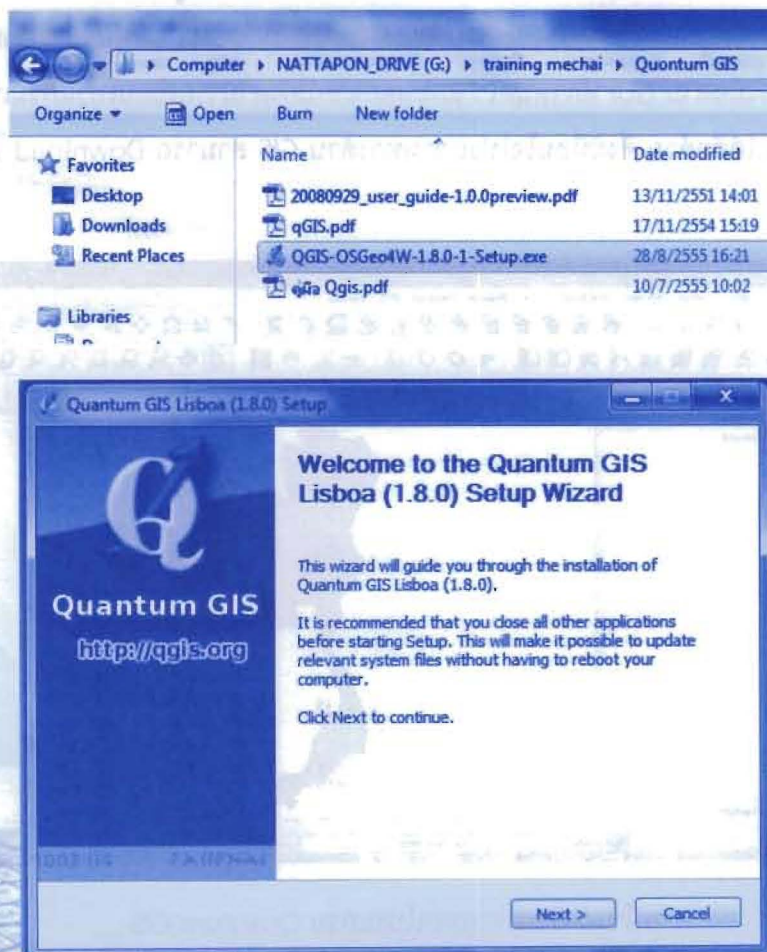 Computer ▸ NATTAPON_DRIVE (G:) ▸ training mechai ▸ Quontum GIS
Organize Open Burn New folder
Favorites
Desktop
Downloads
Recent Places
Libraries
Name Date modified
20080929_user_guide-1.0.0preview.pdf 13/11/2551 14:01
qGIS.pdf 17/11/2554 15:19
QGIS-OSGeo4W-1.8.0-1-Setup.exe 28/8/2555 16:21
คู่มือ Qgis.pdf 10/7/2555 10:02
Quantum GIS Lisboa (1.8.0) Setup
Quantum GIS
http://qgis.org
Welcome to the Quantum GIS
Lisboa (1.8.0) Setup Wizard
This wizard will guide you through the installation of
Quantum GIS Lisboa (1.8.0).
It is recommended that you close all other applications
before starting Setup. This will make it possible to update
relevant system files without having to reboot your
computer.
Click Next to continue.
Next >
Cancel